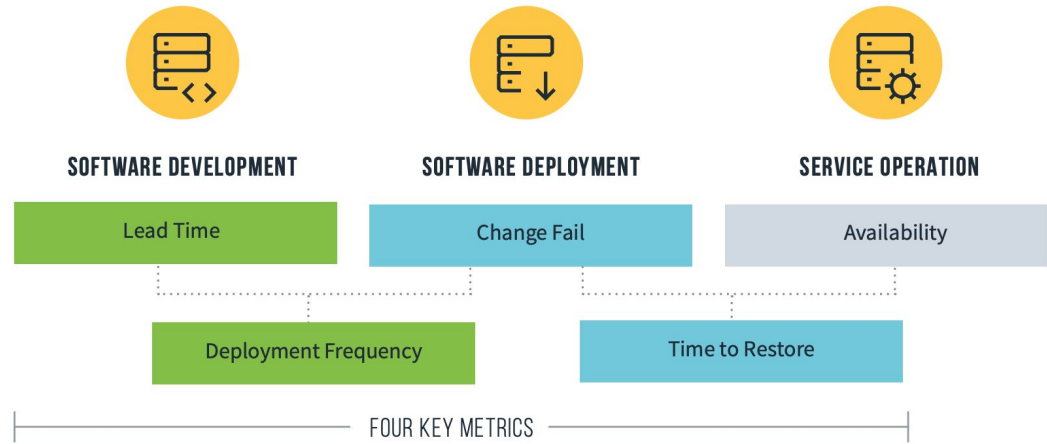 SOFTWARE DEVELOPMENT
SOFTWARE DEPLOYMENT
SERVICE OPERATION
Lead Time
Change Fail
Availability
Deployment Frequency
Time to Restore
FOUR KEY METRICS